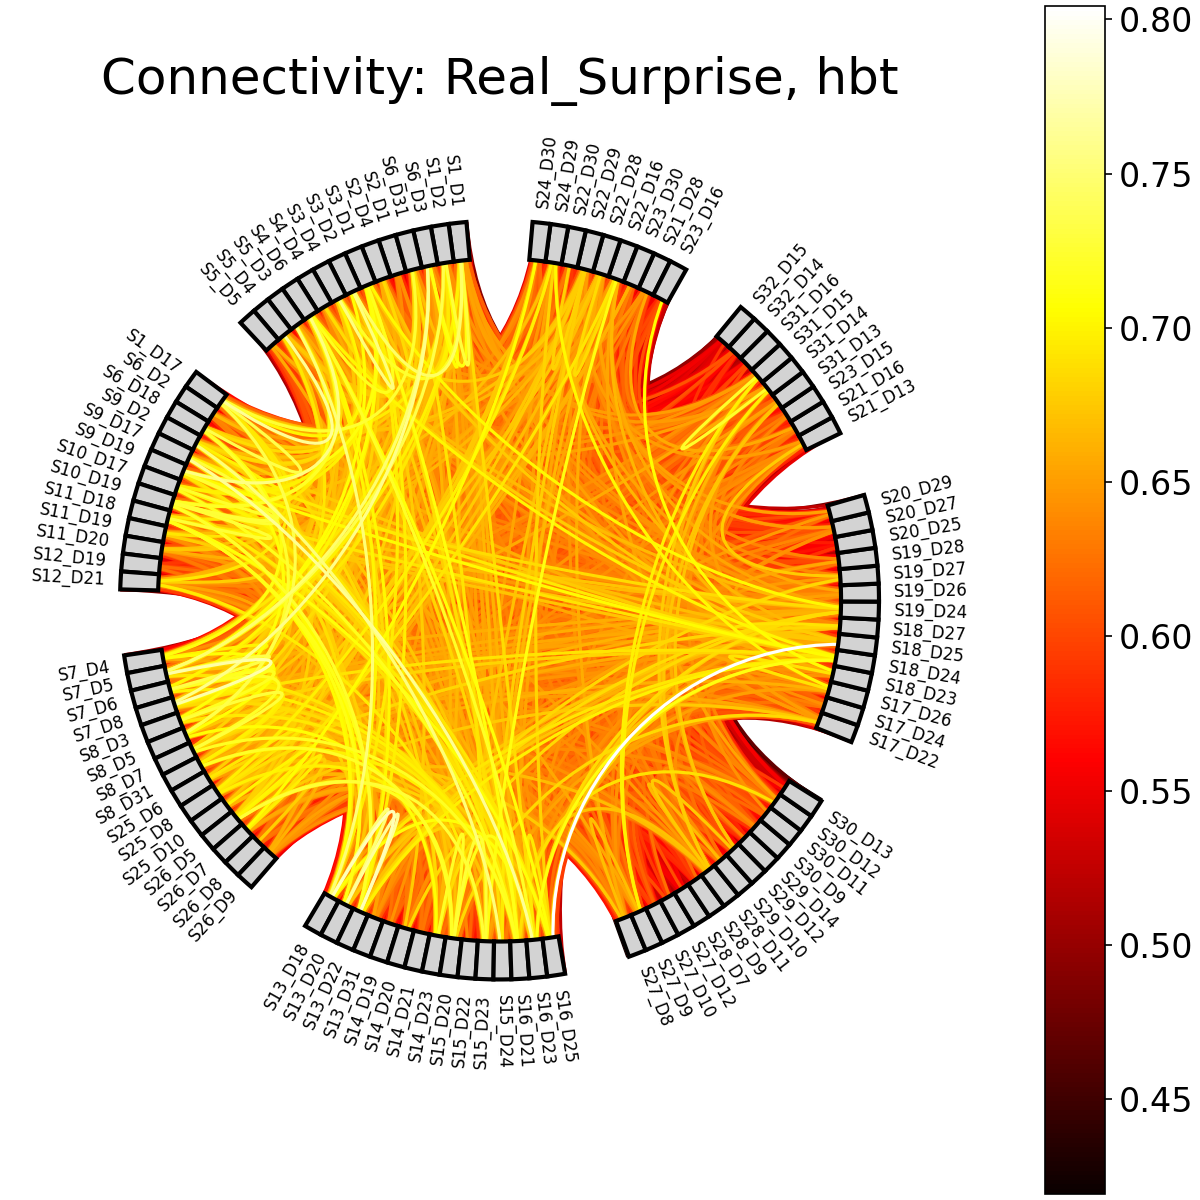 Connectivity: Real_Surprise, hbt
S24_D30
S24_D29
S22_D30
S22_D29
S22_D28
S22_D16
S23_D30
S21_D28
S23_D16
S32_D15
S32_D14
S31_D16
S31_D15
S31_D14
S31_D13
S23_D15
S21_D16
S21_D13
S20_D29
S20_D27
S20_D25
S19_D28
S19_D27
S19_D26
S19_D24
S18_D27
S18_D25
S18_D24
S18_D23
S17_D26
S17_D24
S17_D22
S30_D13
S30_D12
S30_D11
S30_D9
S29_D14
S29_D12
S29_D10
S28_D11
S28_D9
S28_D7
S27_D12
S27_D10
S27_D9
S27_D8
S16_D25
S16_D23
S16_D21
S15_D24
S15_D23
S15_D22
S15_D20
S14_D23
S14_D21
S14_D20
S14_D19
S13_D31
S13_D22
S13_D20
S13_D18
S26_D9
S26_D8
S26_D7
S26_D5
S25_D10
S25_D8
S25_D6
S8_D31
S8_D7
S8_D5
S8_D3
S7_D8
S7_D6
S7_D5
S7_D4
S12_D21
S12_D19
S11_D20
S11_D19
S11_D18
S10_D19
S10_D17
S9_D19
S9_D17
S9_D2
S6_D18
S6_D2
S1_D17
S5_D5
S5_D4
S5_D3
S4_D6
S4_D4
S3_D4
S3_D2
S3_D1
S2_D4
S2_D1
S6_D31
S6_D3
S1_D2
S1_D1
0.80
0.75
0.70
0.65
0.60
0.55
0.50
0.45